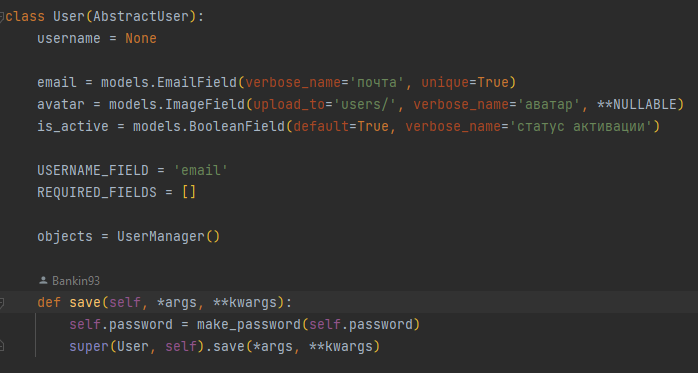 class User(AbstractUser):
username = None
email = models.EmailField(verbose_name='почта', unique=True)
avatar = models.ImageField(upload_to='users/', verbose_name='аватар', **NULLABLE)
is_active = models.BooleanField(default=True, verbose_name='статус активации')
USERNAME_FIELD = 'email'
REQUIRED_FIELDS = []
objects = UserManager()
Bankin93
def save(self, *args, **kwargs):
self.password = make_password(self.password)
super(User, self).save(*args, **kwargs)